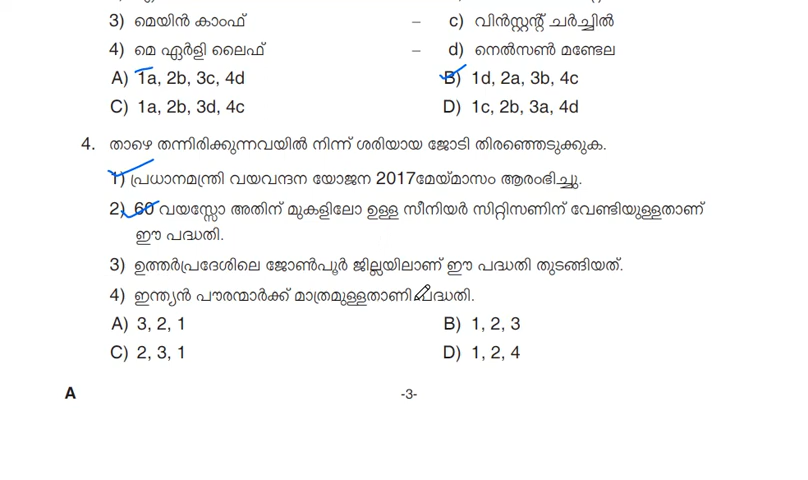 3) മെയിൻ കാംഫ് – c) വിൻസ്റ്റന്റ് ചർച്ചിൽ
4) മെ ഏർളി ലൈഫ് – d) നെൽസൺ മണ്ടേല
A) 1a, 2b, 3c, 4d B) 1d, 2a, 3b, 4c
C) 1a, 2b, 3d, 4c D) 1c, 2b, 3a, 4d
4. താഴെ തന്നിരിക്കുന്നവയിൽ നിന്ന് ശരിയായ ജോടി തിരഞ്ഞെടുക്കുക.
1) പ്രധാനമന്ത്രി വയവന്ദന യോജന 2017മേയ്മാസം ആരംഭിച്ചു.
2) 60 വയസ്സോ അതിന് മുകളിലോ ഉള്ള സീനിയർ സിറ്റിസണിന് വേണ്ടിയുള്ളതാണ്
ഈ പദ്ധതി.
3) ഉത്തർപ്രദേശിലെ ജോൺപൂർ ജില്ലയിലാണ് ഈ പദ്ധതി തുടങ്ങിയത്.
4) ഇന്ത്യൻ പൗരന്മാർക്ക് മാത്രമുള്ളതാണി പദ്ധതി.
A) 3, 2, 1 B) 1, 2, 3
C) 2, 3, 1 D) 1, 2, 4
A -3-